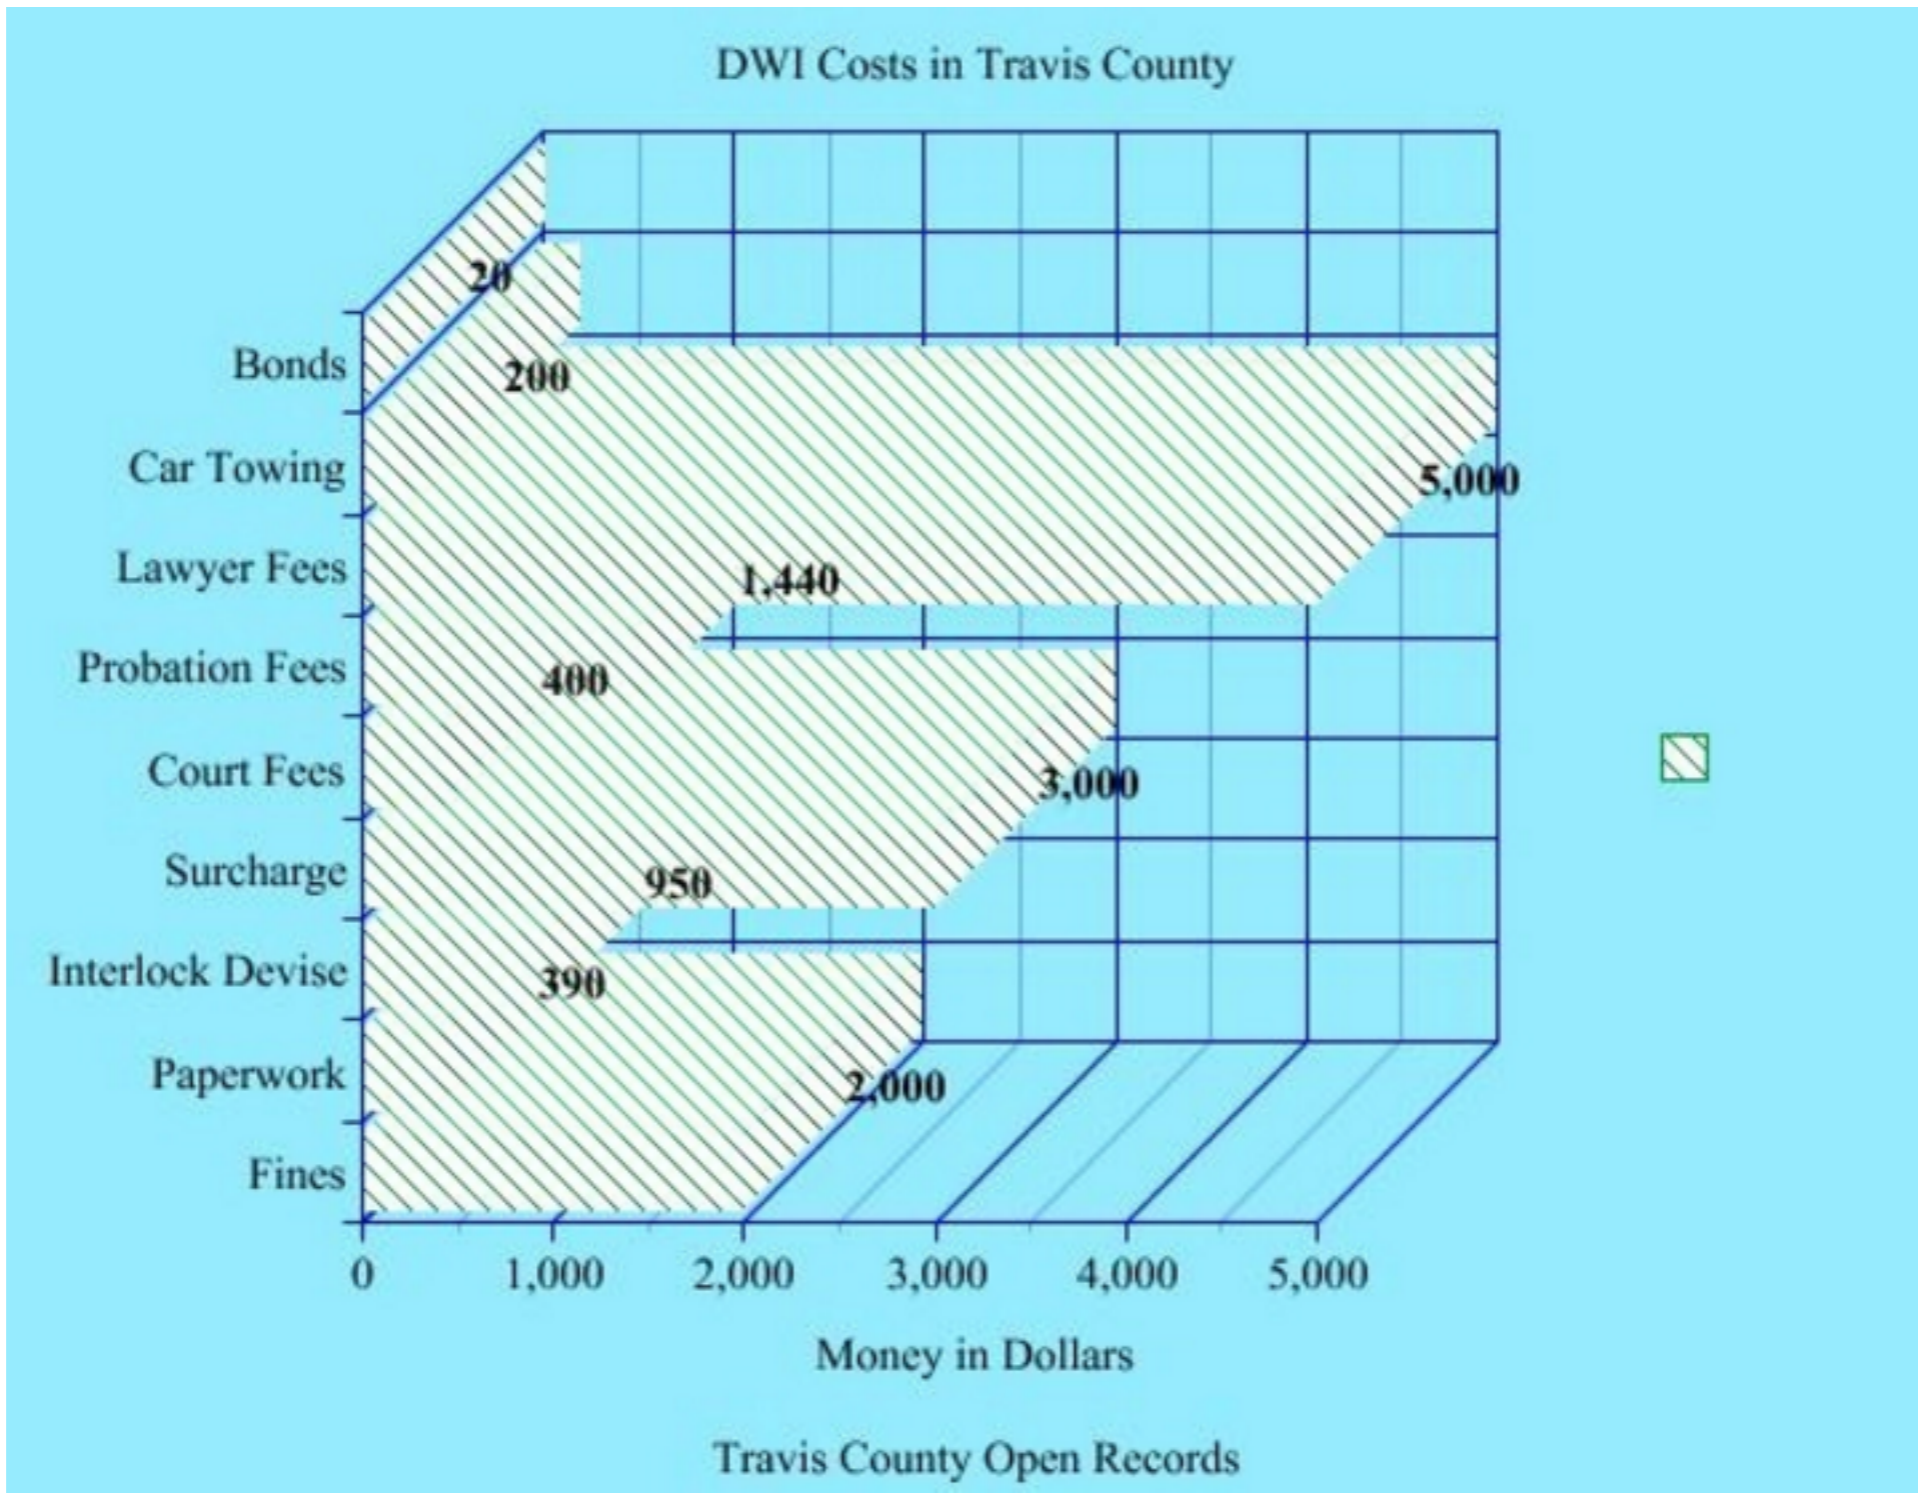 DWI Costs in Travis County
20
Bonds
200
Car Towing
5,000
Lawyer Fees
1,440
Probation Fees
400
Court Fees
3,000
Surcharge
950
Interlock Devise
390
Paperwork
2,000
Fines
0 1,000 2,000 3,000 4,000 5,000
Money in Dollars
Travis County Open Records